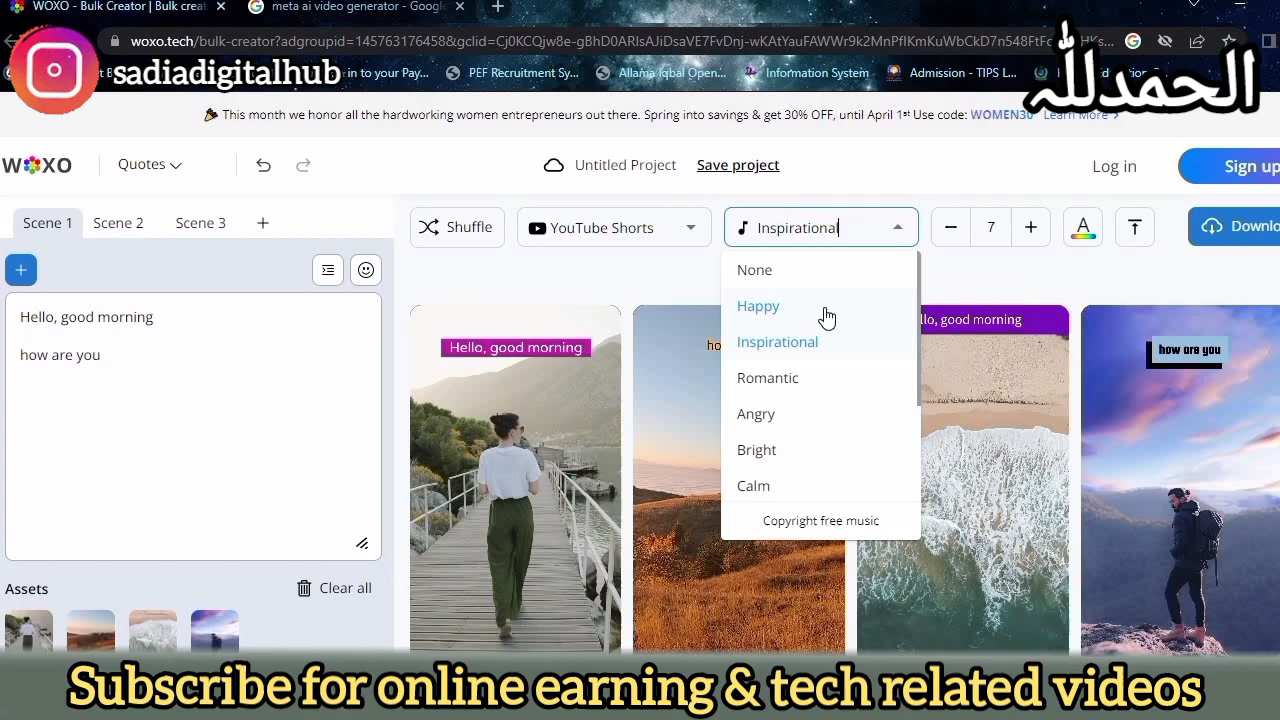 WOXO - Bulk Creator | Bulk creat
meta ai video generator - Google
woxo.tech/bulk-creator?adgroupid=145763176458&gclid=Cj0KCQjw8e-gBhD0ARIsAJiDsaVE7FvDnj-wKAtYauFAWWr9k2MnPfIKmKuWbCkD7n548FtFc
sadiadigitalhub
in to your Pay...
PEF Recruitment Sy...
Allama Iqbal Open...
Information System
Admission - TIPS L...
الحمدلله
This month we honor all the hardworking women entrepreneurs out there. Spring into savings & get 30% OFF, until April 1st Use code: WOMEN30 Learn More >
WOXO
Quotes
Untitled Project
Save project
Log in
Sign up
Scene 1
Scene 2
Scene 3
Shuffle
YouTube Shorts
Inspirational
7
A
Downlo
None
Happy
Inspirational
Romantic
Angry
Bright
Calm
Copyright free music
Hello, good morning
how are you
Hello, good morning
ho
llo, good morning
how are you
Assets
Clear all
Subscribe for online earning & tech related videos